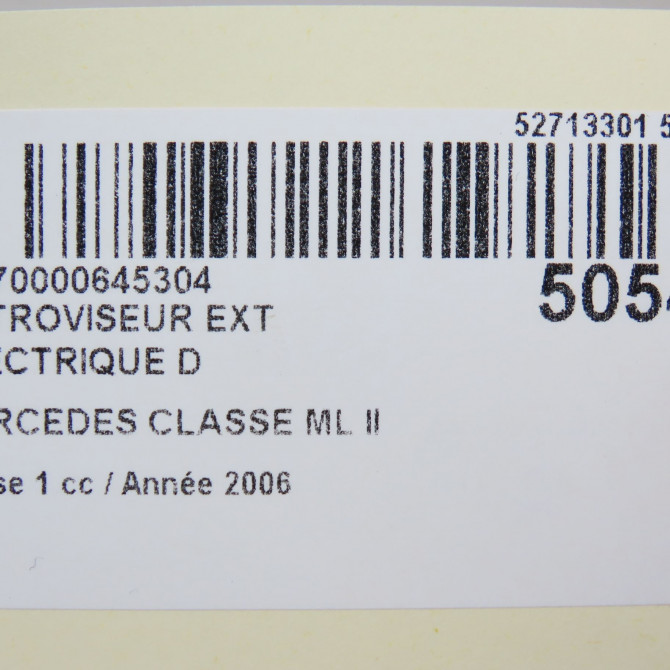 52713301 5
70000645304
505
TROVISEUR EXT
ECTRIQUE D
RCEDES CLASSE ML II
se 1 cc / Année 2006